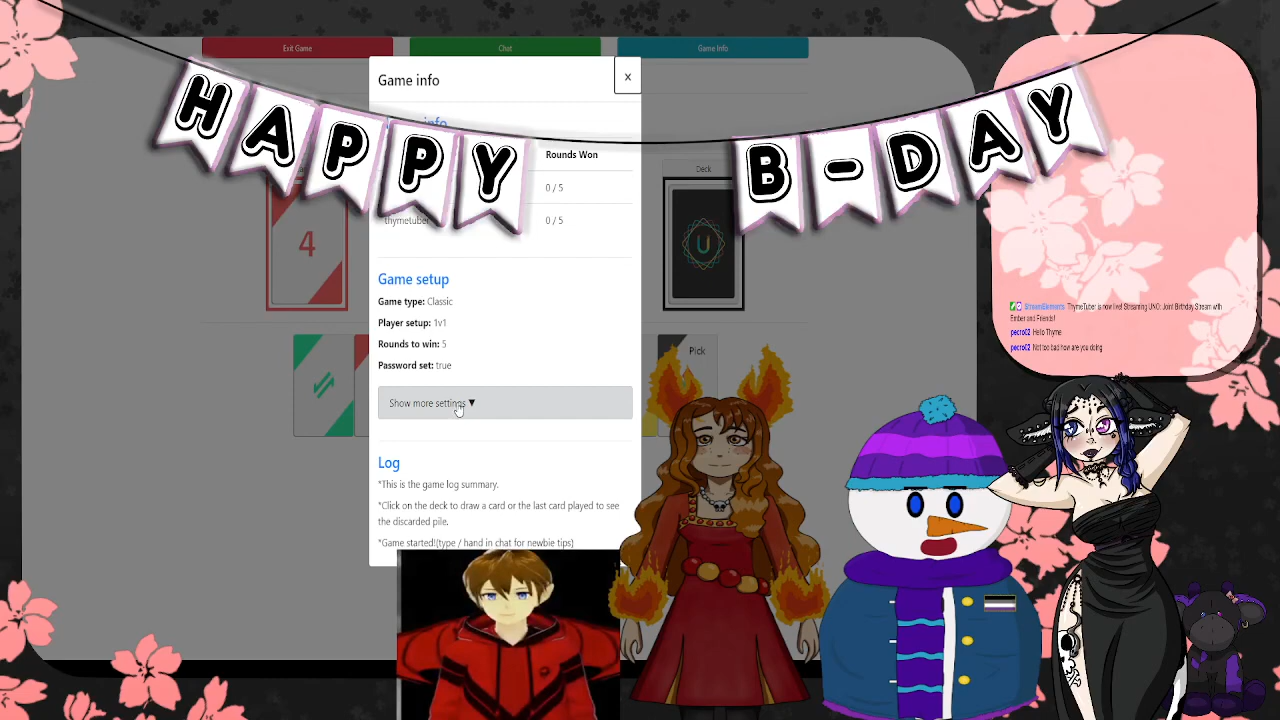 Exit Game
Chat
Game Info
Game info
×
HAPPY B-DAY
info
Rounds Won
Deck
0 / 5
thymetuber
0 / 5
4
U
Game setup
Game type: Classic
Player setup: 1v1
Rounds to win: 5
Password set: true
Pick
Show more settings ▼
Log
*This is the game log summary.
*Click on the deck to draw a card or the last card played to see
the discarded pile.
*Game started!(type / hand in chat for newbie tips)
StreamElements ThymeTuber is now live! Streaming UNO: Joint Birthday Stream with
Ember and Friends!
pecro02 Hello Thyme
pecro02 Not too bad how are you doing